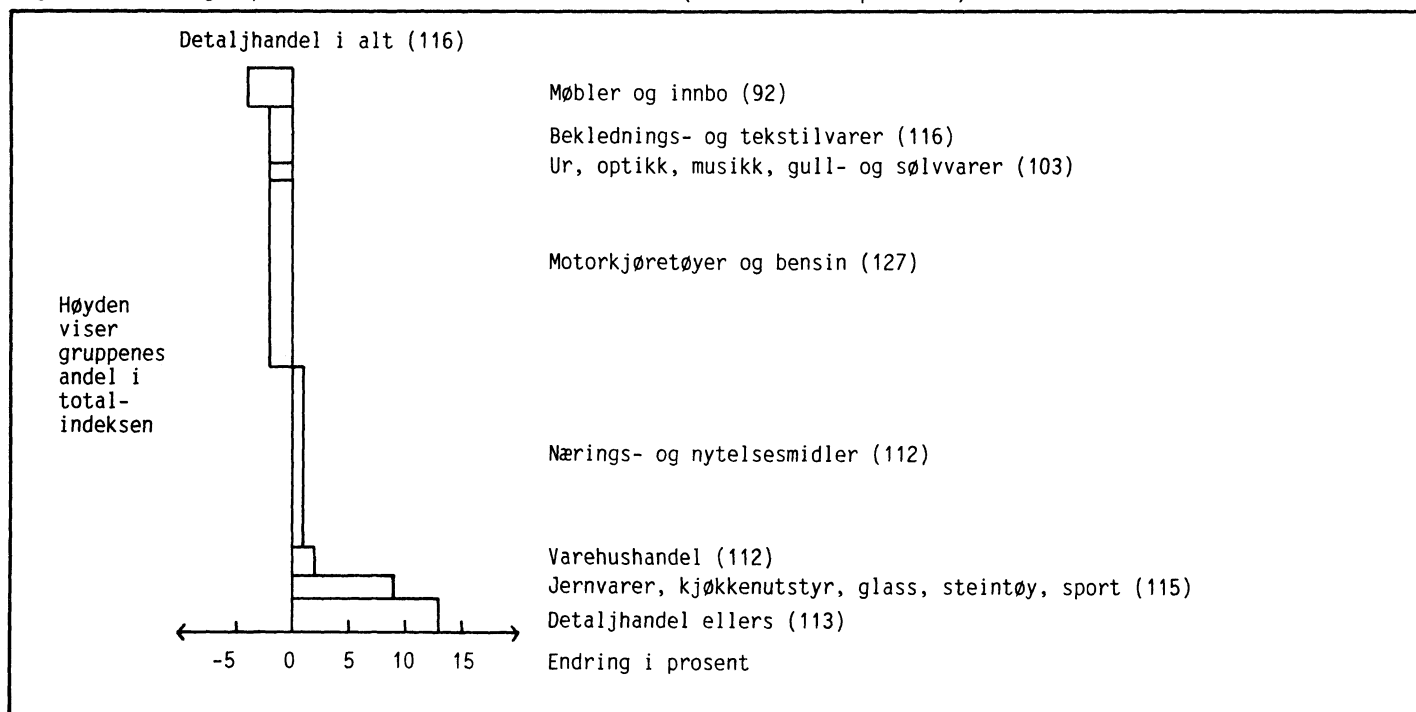 Detaljhandel i alt (116)
Møbler og innbo (92)
Beklednings- og tekstilvarer (116)
Ur, optikk, musikk, gull- og sølvvarer (103)
Motorkjøretøyer og bensin (127)
Høyden
viser
gruppenes
andel i
total-
indeksen
Nærings- og nytelsesmidler (112)
Varehushandel (112)
Jernvarer, kjøkkenutstyr, glass, steintøy, sport (115)
Detaljhandel ellers (113)
-5 0 5 10 15 Endring i prosent